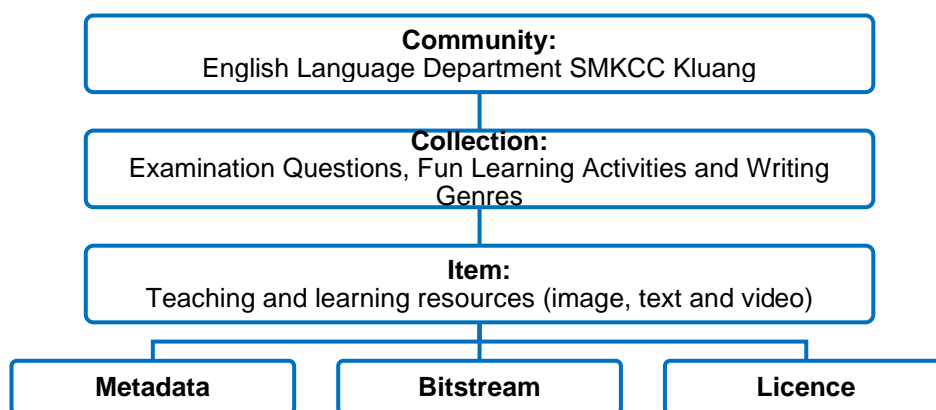 Community:
English Language Department SMKCC Kluang
Collection:
Examination Questions, Fun Learning Activities and Writing
Genres
Item:
Teaching and learning resources (image, text and video)
Metadata
Bitstream
Licence